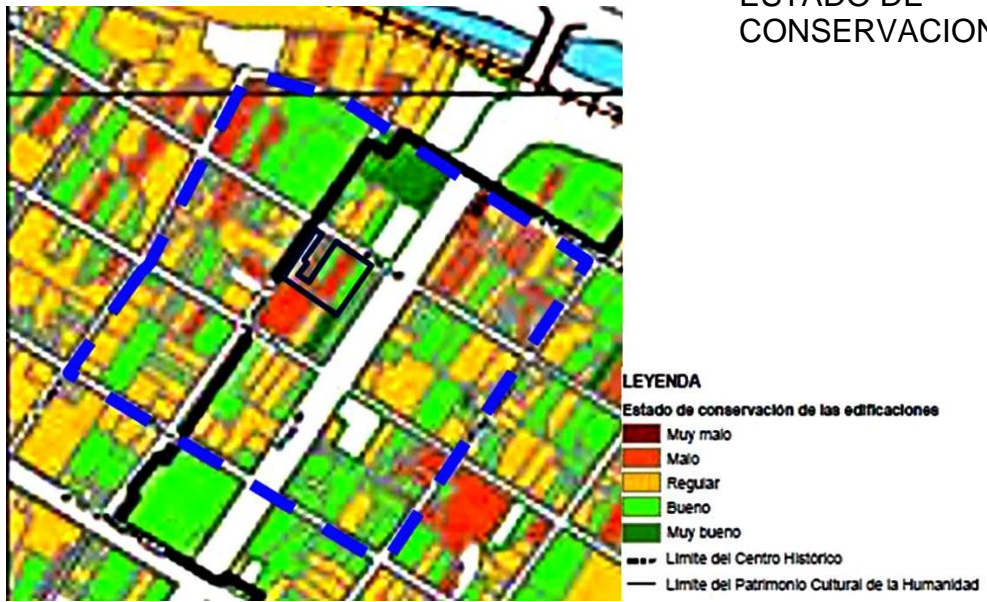 ESTADO DE
CONSERVACION
LEYENDA
Estado de conservación de las edificaciones
Muy malo
Malo
Regular
Bueno
Muy bueno
Limite del Centro Histórico
Limite del Patrimonio Cultural de la Humanidad